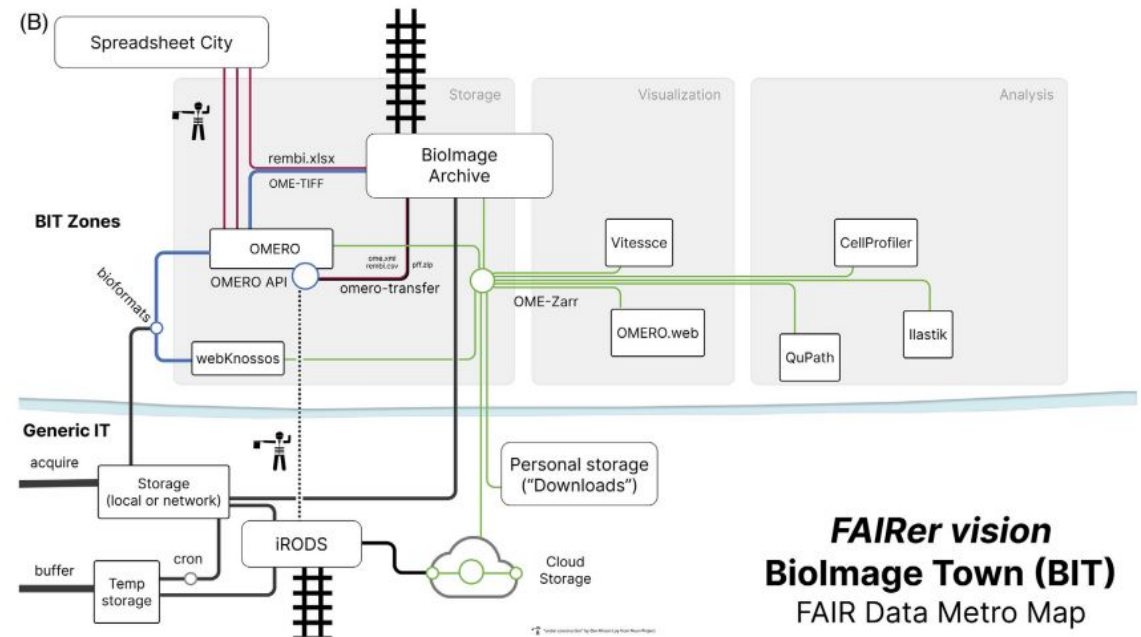 (B)
Spreadsheet City
Storage
Visualization
Analysis
rembi.xlsx
OME-TIFF
BioImage
Archive
BIT Zones
OMERO
Vitessce
CellProfiler
bioformats
OMERO API
ome.xml
rembi.csv
pff.zip
omero-transfer
OME-Zarr
OMERO.web
QuPath
Ilastik
webKnossos
Generic IT
acquire
Storage
(local or network)
Personal storage
("Downloads")
iRODS
cron
buffer
Temp
storage
Cloud
Storage
FAIRer vision
BioImage Town (BIT)
FAIR Data Metro Map